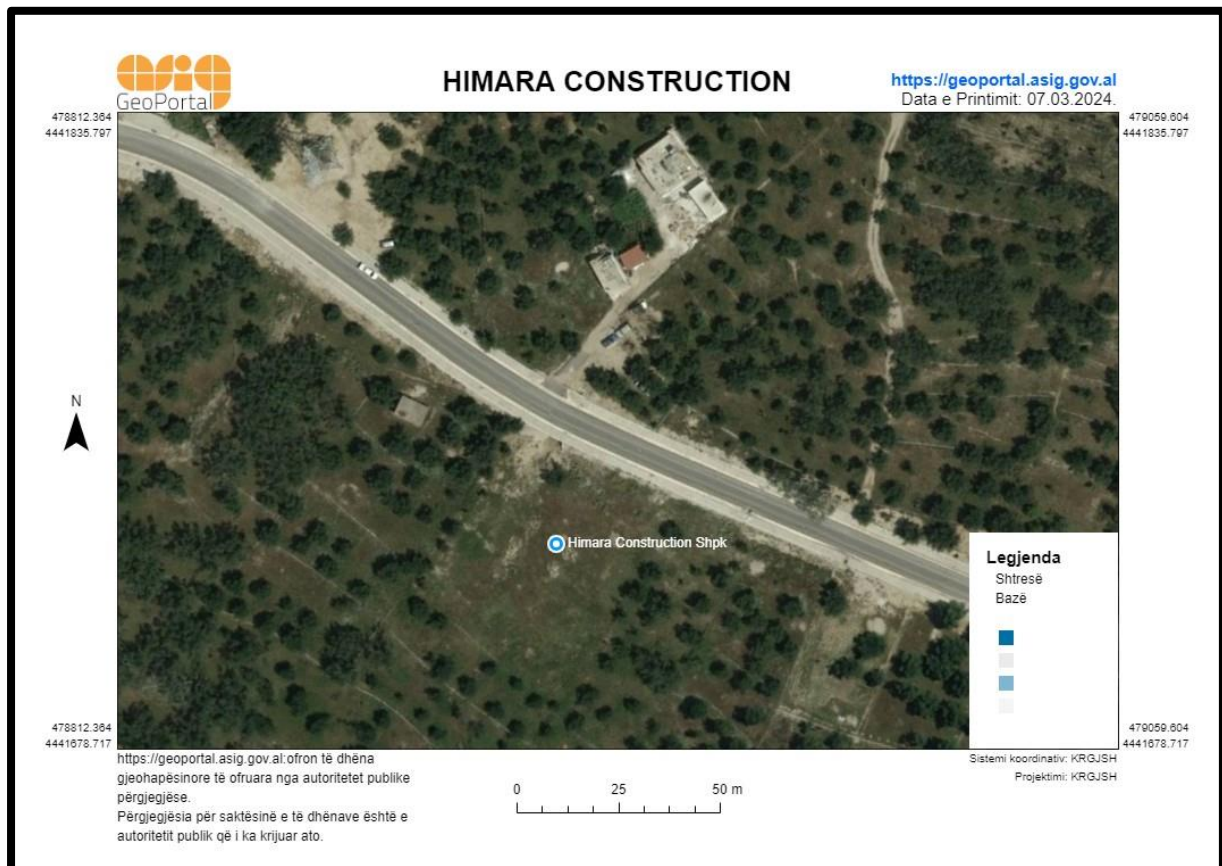 asig
GeoPortal
HIMARA CONSTRUCTION
https://geoportal.asig.gov.al
Data e Printimit: 07.03.2024.
478812.364
4441835.797
479059.604
4441835.797
N
Himara Construction Shpk
Legjenda
Shtresë
Bazë
478812.364
4441678.717
479059.604
4441678.717
https://geoportal.asig.gov.al:ofron të dhëna
gjeohapësinore të ofruara nga autoritetet publike
përgjegjëse.
Përgjegjësia për saktësinë e të dhënave është e
autoritetit publik që i ka krijuar ato.
0 25 50 m
Sistemi koordinativ: KRGJSH
Projektimi: KRGJSH